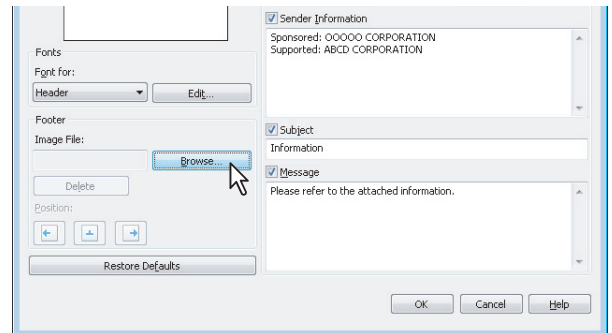 Fonts
Font for:
Header
Edit...
Footer
Image File:
Browse...
Delete
Position:
Restore Defaults
Sender Information
Sponsored: OOOOO CORPORATION
Supported: ABCD CORPORATION
Subject
Information
Message
Please refer to the attached information.
OK
Cancel
Help